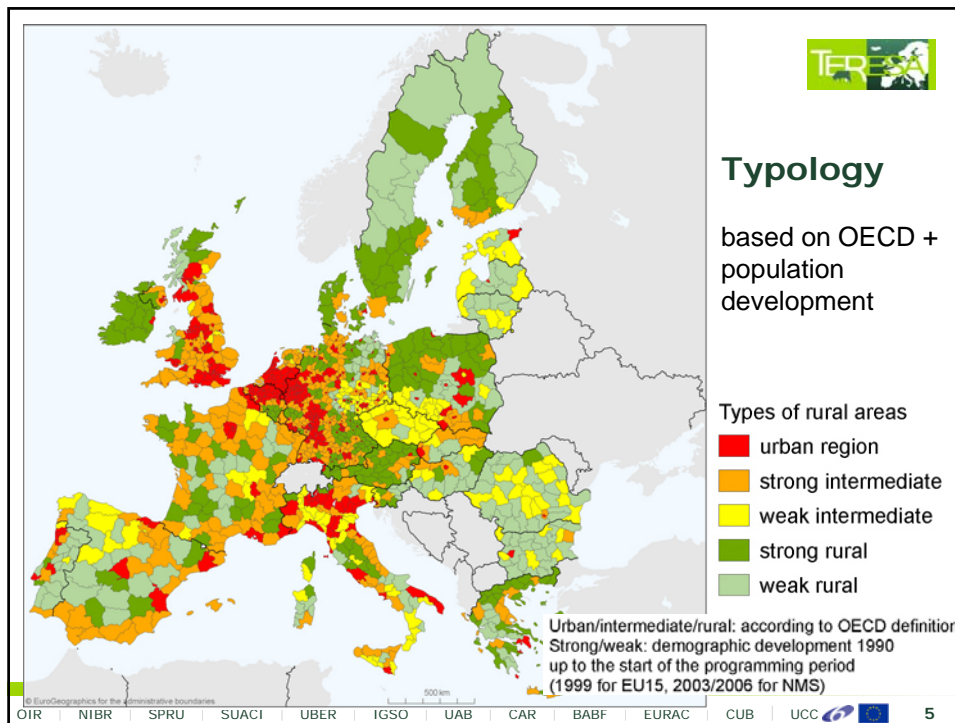 TERESA
Typology
based on OECD +
population
development
Types of rural areas
urban region
strong intermediate
weak intermediate
strong rural
weak rural
Urban/intermediate/rural: according to OECD definition
Strong/weak: demographic development 1990
up to the start of the programming period
(1999 for EU15, 2003/2006 for NMS)
500 km
© EuroGeographics for the administrative boundaries
OIR | NIBR | SPRU | SUACI | UBER | IGSO | UAB | CAR | BABF | EURAC | CUB | UCC 6 5